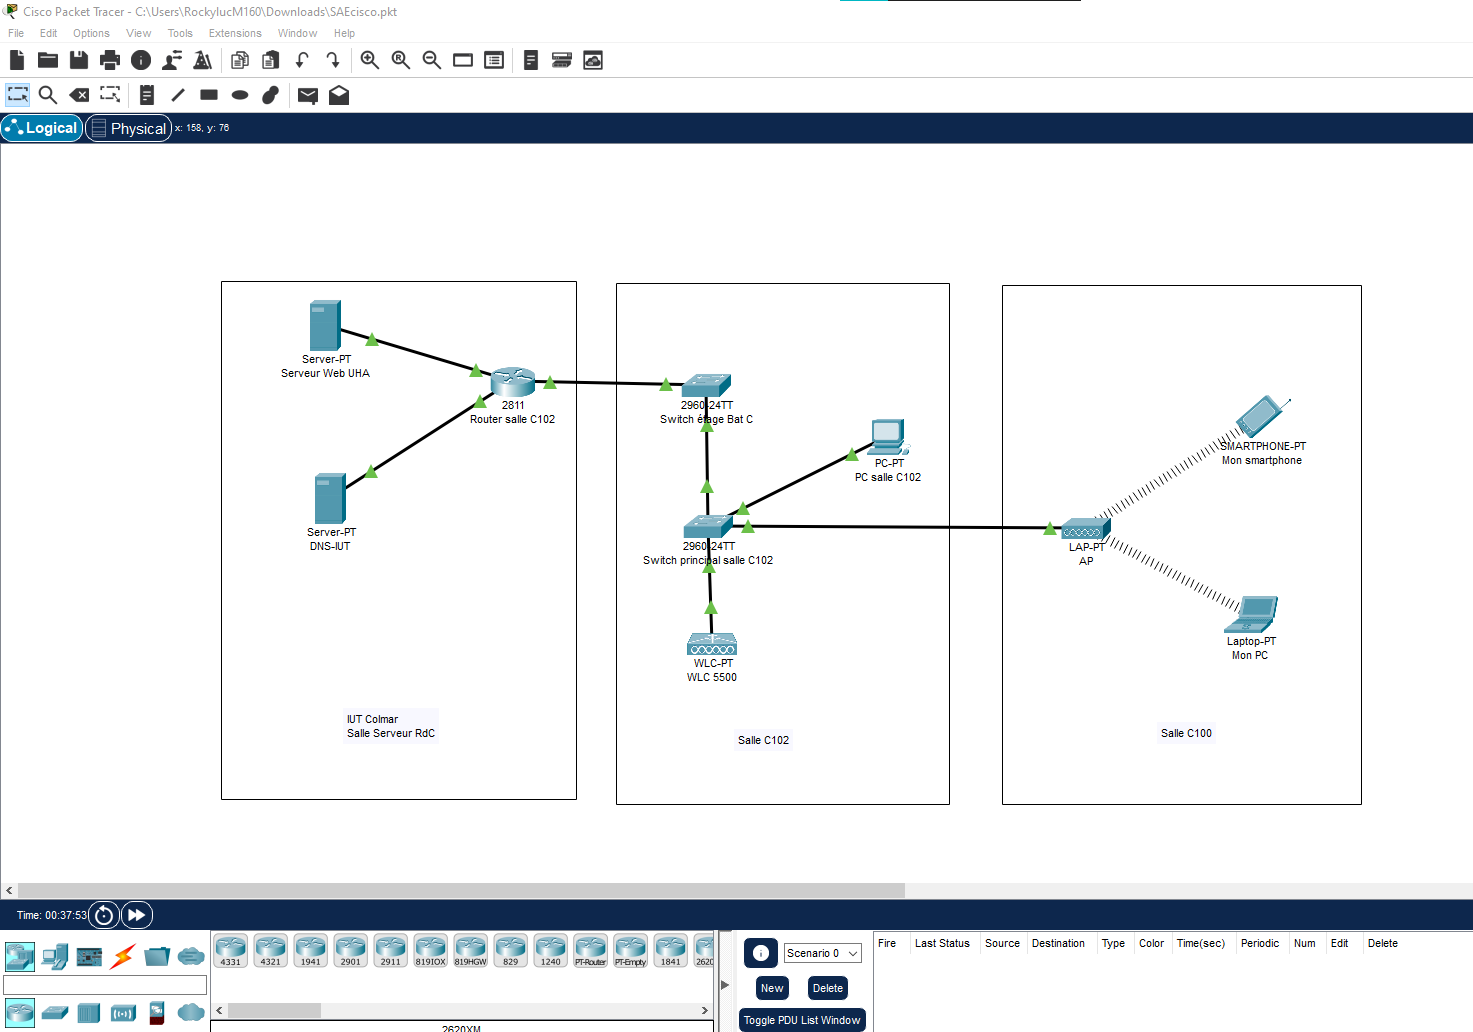 Cisco Packet Tracer - C:\Users\RockylucM160\Downloads\SAEcisco.pkt
File Edit Options View Tools Extensions Window Help
Logical Physical x: 158, y: 76
Server-PT
Serveur Web UHA
2811
Router salle C102
Server-PT
DNS-IUT
IUT Colmar
Salle Serveur RdC
2960-24TT
Switch étage Bat C
PC-PT
PC salle C102
2960-24TT
Switch principal salle C102
WLC-PT
WLC 5500
Salle C102
SMARTPHONE-PT
Mon smartphone
LAP-PT
AP
Laptop-PT
Mon PC
Salle C100
Time: 00:37:53
4331 4321 1941 2901 2911 819IOX 819HGW 829 1240 PT-Router PT-Empty 1841 2620
2620XM
Scenario 0
New Delete
Toggle PDU List Window
Fire Last Status Source Destination Type Color Time(sec) Periodic Num Edit Delete